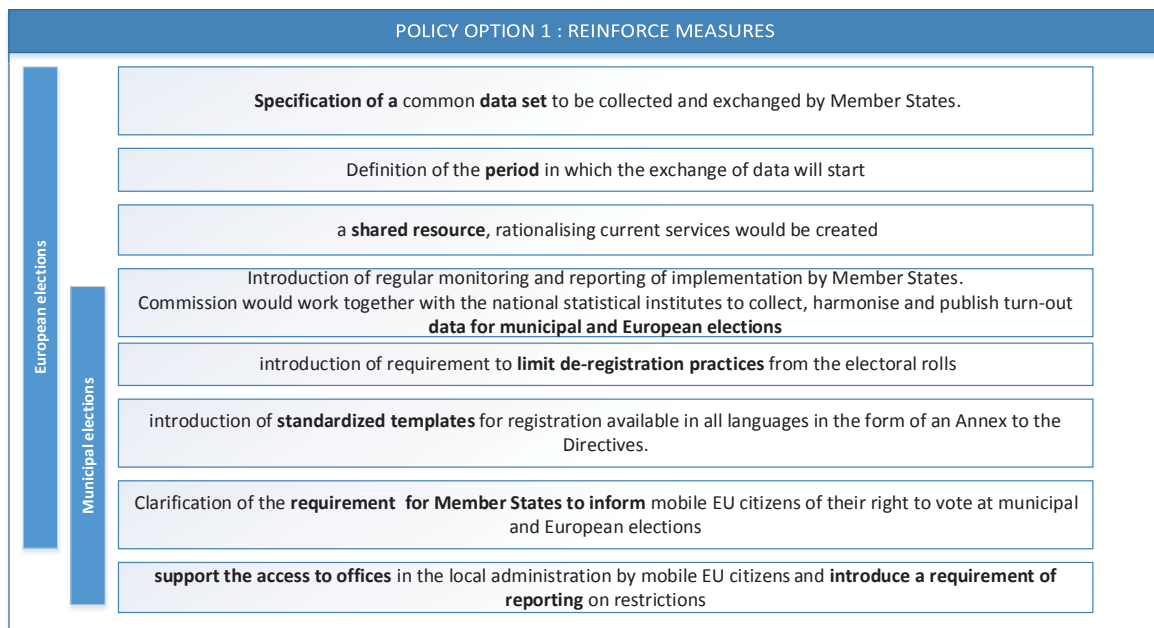 POLICY OPTION 1 : REINFORCE MEASURES
European elections
Municipal elections
Specification of a common data set to be collected and exchanged by Member States.
Definition of the period in which the exchange of data will start
a shared resource, rationalising current services would be created
Introduction of regular monitoring and reporting of implementation by Member States.
Commission would work together with the national statistical institutes to collect, harmonise and publish turn-out
data for municipal and European elections
introduction of requirement to limit de-registration practices from the electoral rolls
introduction of standardized templates for registration available in all languages in the form of an Annex to the
Directives.
Clarification of the requirement for Member States to inform mobile EU citizens of their right to vote at municipal
and European elections
support the access to offices in the local administration by mobile EU citizens and introduce a requirement of
reporting on restrictions